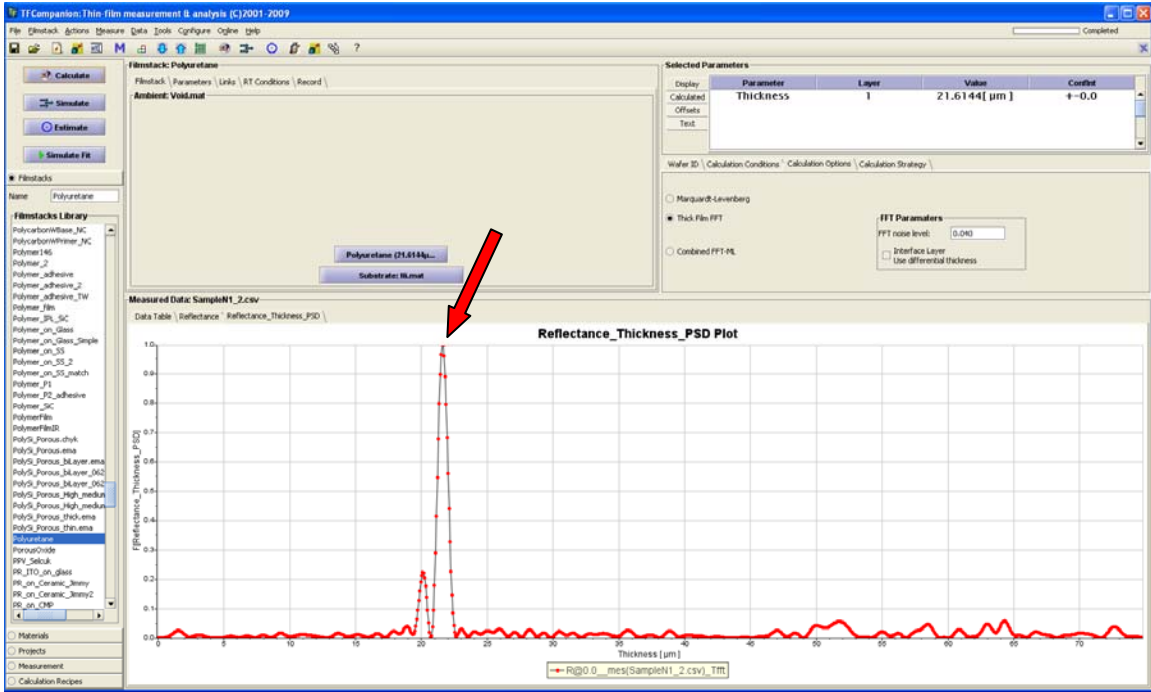 TFCompanion:Thin-film measurement & analysis (C)2001-2009
File Filmstack Actions Measure Data Tools Configure Online Help
Completed
M
?
Calculate
Simulate
Estimate
Simulate Fit
Filmstacks
Name Polyuretane
Filmstacks Library
PolycarbonWBase_NC
PolycarbonWPrimer_NC
Polymer146
Polymer_2
Polymer_adhesive
Polymer_adhesive_2
Polymer_adhesive_TW
Polymer_film
Polymer_IPL_SiC
Polymer_on_Glass
Polymer_on_Glass_Simple
Polymer_on_SS
Polymer_on_SS_2
Polymer_on_SS_match
Polymer_P1
Polymer_P2_adhesive
Polymer_SiC
PolymerFilm
PolymerFilmIR
PolySi_Porous.chyk
PolySi_Porous.ema
PolySi_Porous_biLayer.ema
PolySi_Porous_biLayer_062
PolySi_Porous_biLayer_062
PolySi_Porous_High_medium
PolySi_Porous_High_medium
PolySi_Porous_thick.ema
PolySi_Porous_thin.ema
Polyuretane
PorousOxide
PPV_Selcuk
PR_ITO_on_glass
PR_on_Ceramic_Jimmy
PR_on_Ceramic_Jimmy2
PR_on_CMP
Materials
Projects
Measurement
Calculation Recipes
Filmstack: Polyuretane
Filmstack Parameters Links RT Conditions Record
Ambient: Void.mat
Polyuretane (21.6144µ...
Substrate: Ni.mat
Selected Parameters
Display
Calculated
Offsets
Text
Parameter Layer Value ConfInt
Thickness 1 21.6144[ µm ] +-0.0
Wafer ID Calculation Conditions Calculation Options Calculation Strategy
Marquardt-Levenberg
Thick Film FFT
Combined FFT-ML
FFT Paramaters
FFT noise level: 0.040
Interface Layer
Use differential thickness
Measured Data: SampleN1_2.csv
Data Table Reflectance Reflectance_Thickness_PSD
Reflectance_Thickness_PSD Plot
F[Reflectance_Thickness_PSD]
1.0
0.9
0.8
0.7
0.6
0.5
0.4
0.3
0.2
0.1
0.0
0 5 10 15 20 25 30 35 40 45 50 55 60 65 70
Thickness [ µm ]
R@0.0__mes(SampleN1_2.csv)_Tfft